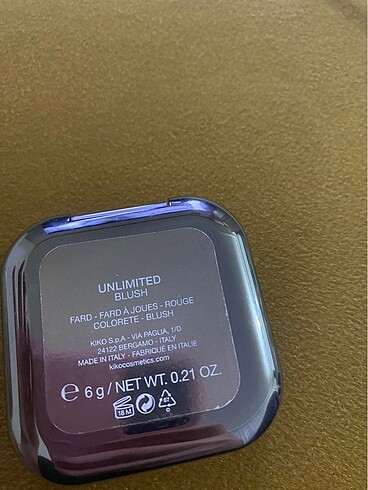 UNLIMITED
BLUSH
FARD - FARD À JOUES - ROUGE
COLORETE - BLUSH
KIKO S.p.A - VIA PAGLIA, 1/D
24122 BERGAMO - ITALY
MADE IN ITALY - FABRIQUÉ EN ITALIE
kikocosmetics.com
℮ 6 g / NET WT. 0.21 OZ.
18 M
07